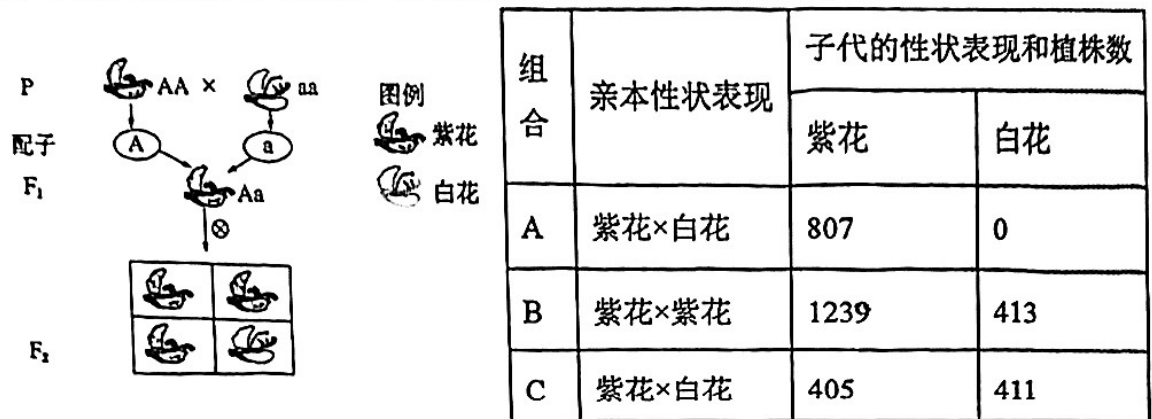 P AA × aa
配子 A a
F₁ Aa
⊗
F₂
图例
紫花
白花
组合 亲本性状表现 子代的性状表现和植株数
紫花 白花
A 紫花×白花 807 0
B 紫花×紫花 1239 413
C 紫花×白花 405 411